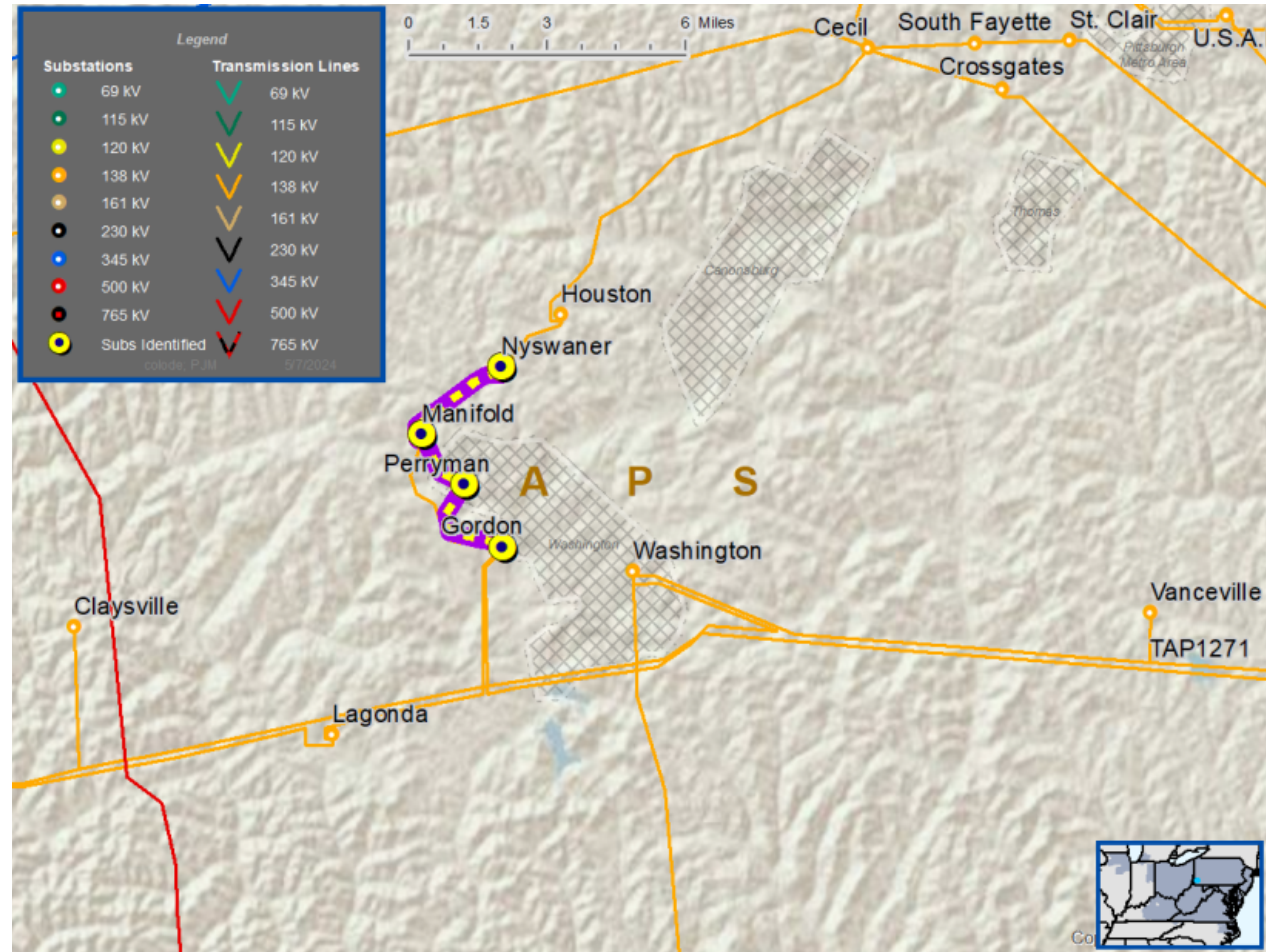 Legend
Substations Transmission Lines
69 kV 69 kV
115 kV 115 kV
120 kV 120 kV
138 kV 138 kV
161 kV 161 kV
230 kV 230 kV
345 kV 345 kV
500 kV 500 kV
765 kV 765 kV
Subs Identified
colode, PJM 5/7/2024
0 1.5 3 6 Miles
Cecil
South Fayette
St. Clair
U.S.A.
Pittsburgh
Metro Area
Crossgates
Thomas
Canonsburg
Houston
Nyswaner
Manifold
Perryman
A P S
Gordon
Washington
Washington
Claysville
Vanceville
TAP1271
Lagonda